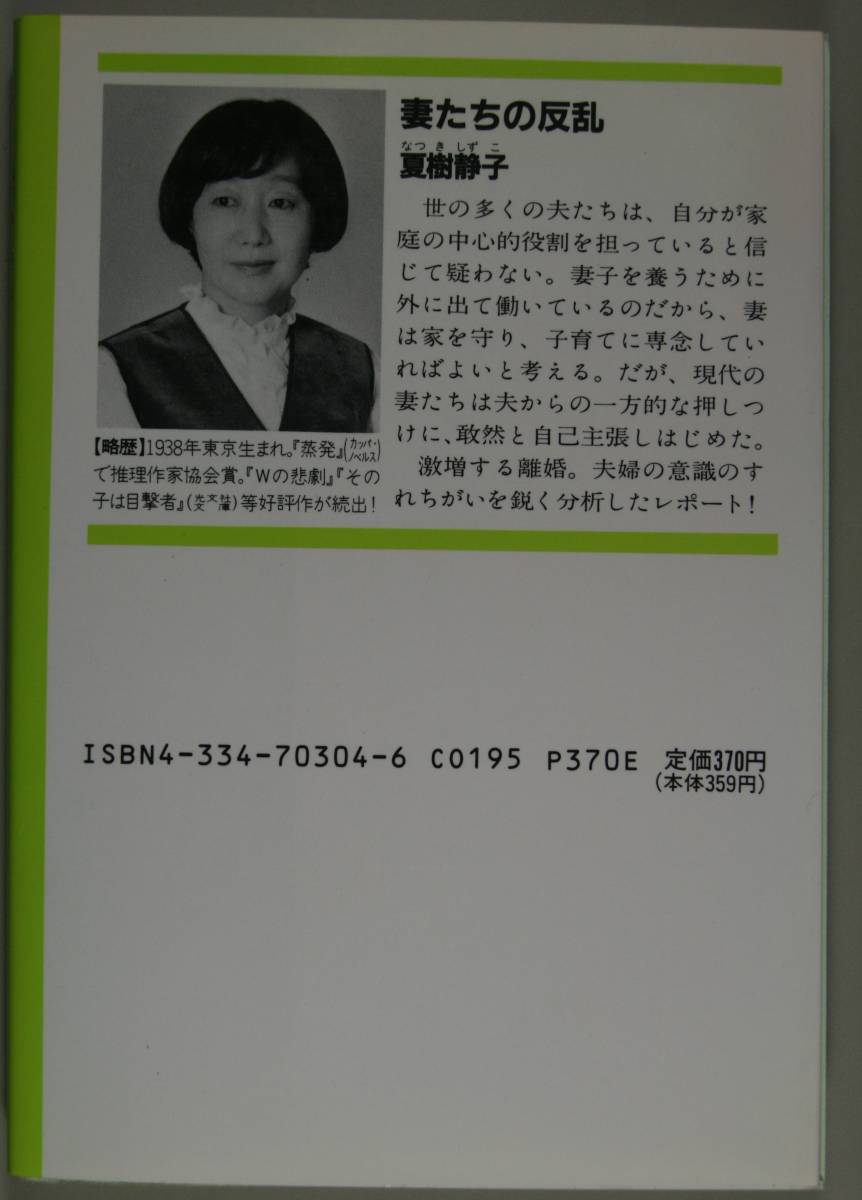 妻たちの反乱
なつきしずこ
夏樹静子
世の多くの夫たちは、自分が家
庭の中心的役割を担っていると信
じて疑わない。妻子を養うために
外に出て働いているのだから、妻
は家を守り、子育てに専念してい
ればよいと考える。だが、現代の
妻たちは夫からの一方的な押しつ
けに、敢然と自己主張しはじめた。
激増する離婚。夫婦の意識のす
れちがいを鋭く分析したレポート!
【略歴】1938年東京生まれ。『蒸発』(カッパ・ノベルス)
で推理作家協会賞。『Wの悲劇』『その
子は目撃者』(光文社文庫)等好評作が続出!
ISBN4-334-70304-6 C0195 P370E 定価370円
(本体359円)